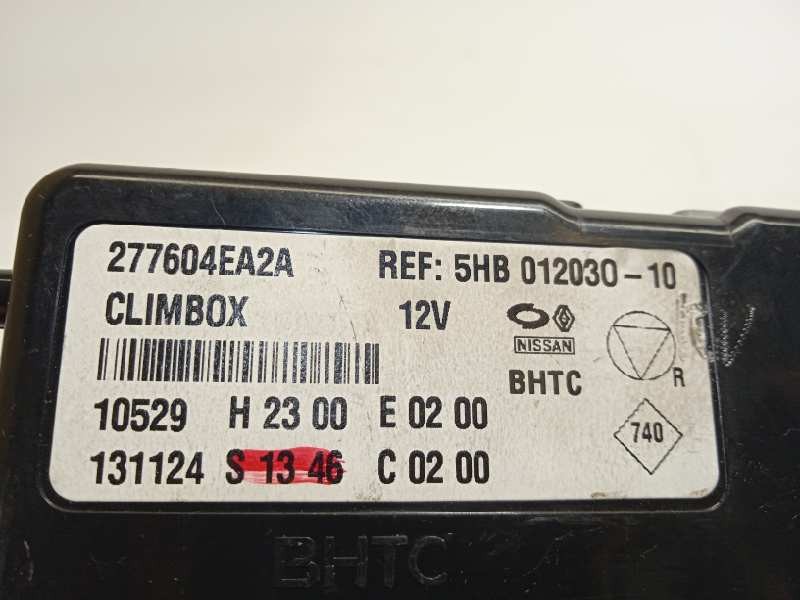 277604EA2A REF: 5HB 012030-10
CLIMBOX 12V
NISSAN
BHTC
R
10529 H 23 00 E 02 00
131124 S 13 46 C 02 00
740
BHTC